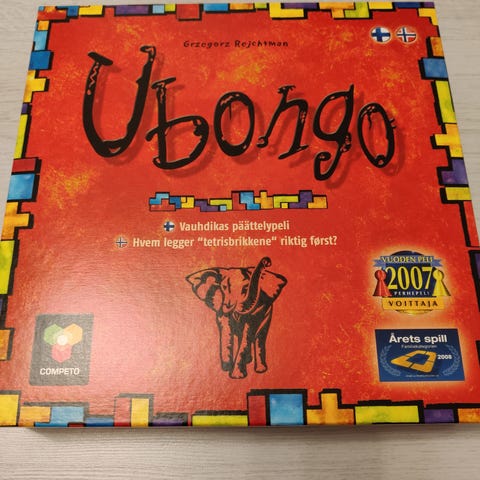 Grzegorz Rejchtman
Ubongo
Vauhdikas päättelypeli
Hvem legger "tetrisbrikkene" riktig først?
VUODEN PELI
2007
PERHEPELI
VOITTAJA
Årets spill
Familiekategorien
2008
COMPETO